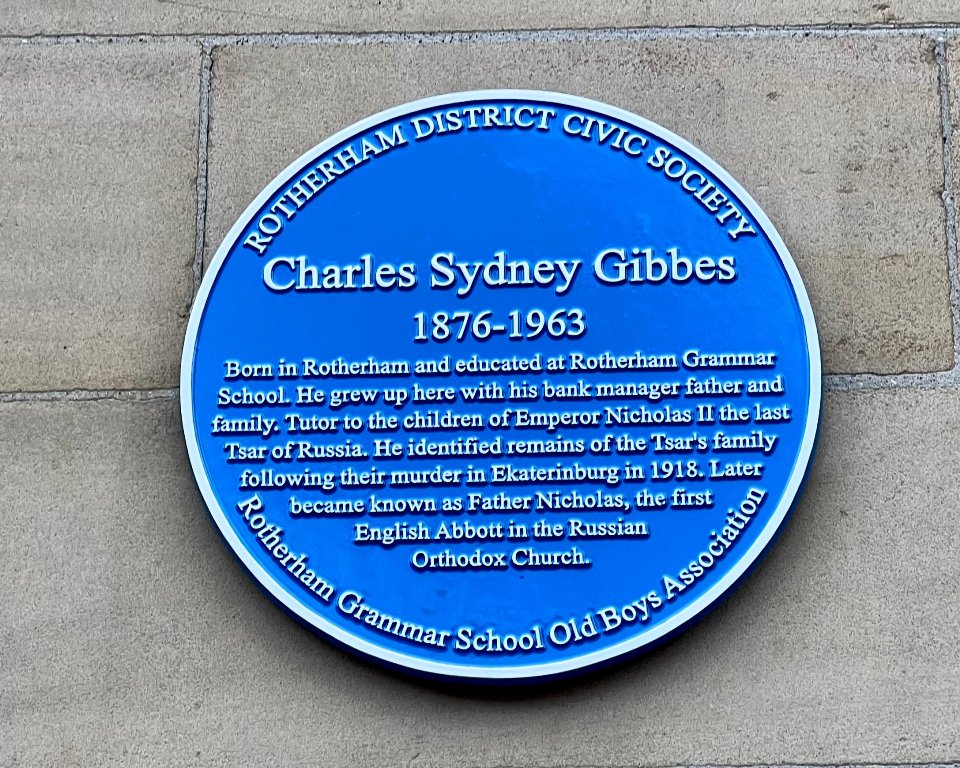 ROTHERHAM DISTRICT CIVIC SOCIETY
Charles Sydney Gibbes
1876-1963
Born in Rotherham and educated at Rotherham Grammar
School. He grew up here with his bank manager father and
family. Tutor to the children of Emperor Nicholas II the last
Tsar of Russia. He identified remains of the Tsar's family
following their murder in Ekaterinburg in 1918. Later
became known as Father Nicholas, the first
English Abbott in the Russian
Orthodox Church.
Rotherham Grammar School Old Boys Association